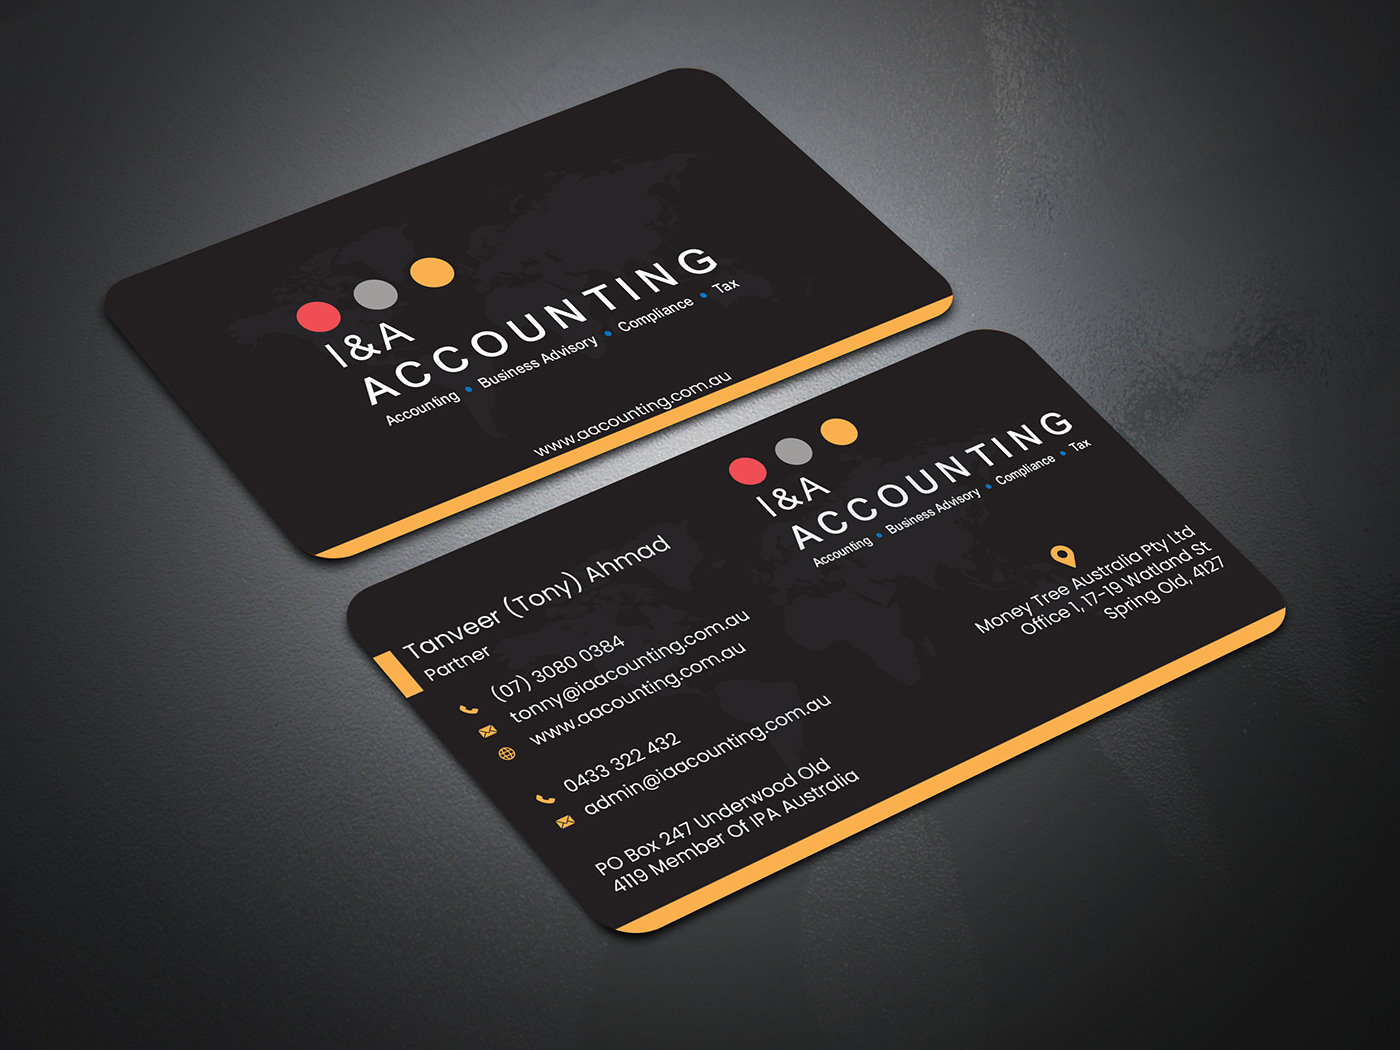 I&A
ACCOUNTING
Accounting • Business Advisory • Compliance • Tax
www.aacounting.com.au
I&A
ACCOUNTING
Accounting • Business Advisory • Compliance • Tax
Tanveer (Tony) Ahmad
Partner
(07) 3080 0384
tonny@iaacounting.com.au
www.aacounting.com.au
0433 322 432
admin@iaacounting.com.au
PO Box 247 Underwood Old
4119 Member Of IPA Australia
Money Tree Australia Pty Ltd
Office 1, 17-19 Watland St
Spring Old, 4127